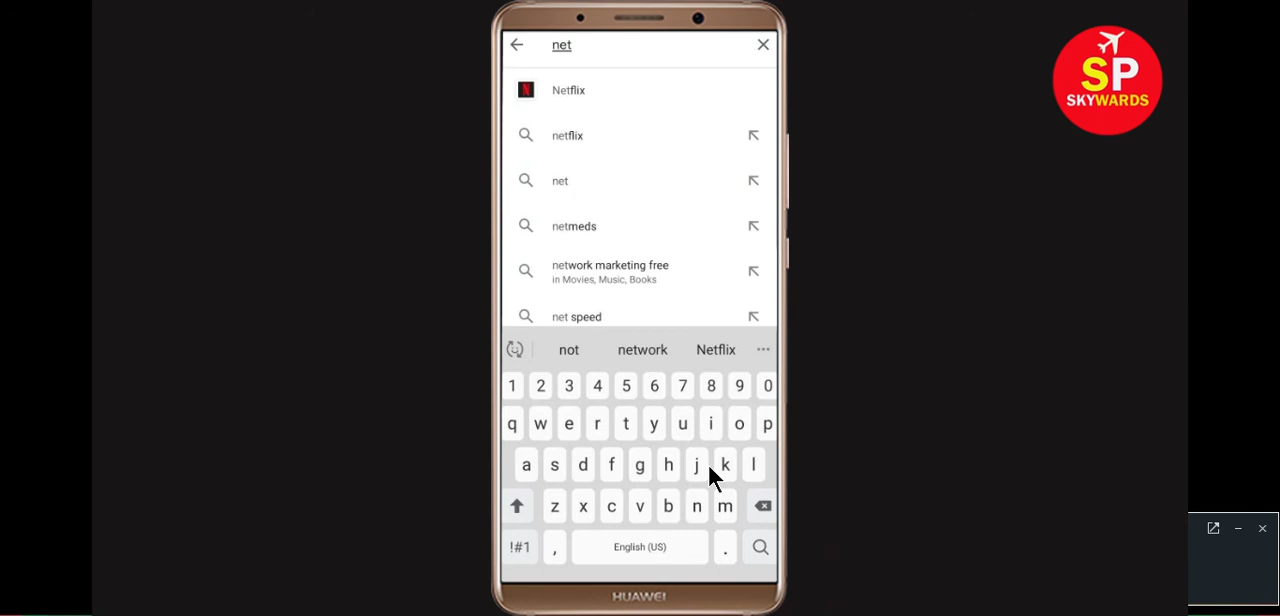 net
Netflix
netflix
net
netmeds
network marketing free
in Movies, Music, Books
net speed
not network Netflix
1 2 3 4 5 6 7 8 9 0
q w e r t y u i o p
a s d f g h j k l
z x c v b n m
!#1 , English (US) .
HUAWEI
SP
SKYWARDS